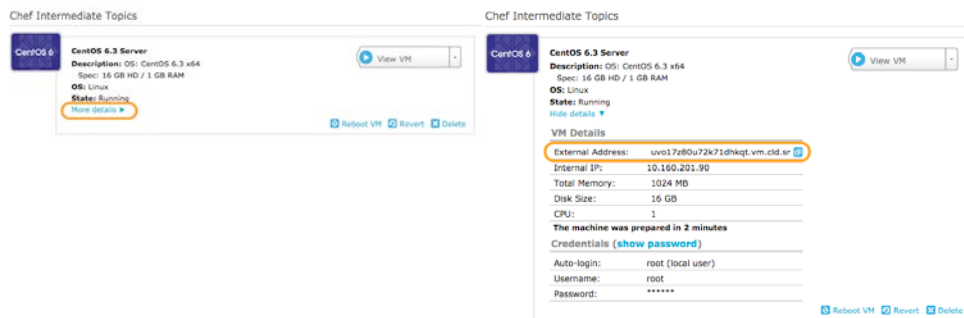 Chef Intermediate Topics
CentOS 6
CentOS 6.3 Server
Description: OS: CentOS 6.3 x64
Spec: 16 GB HD / 1 GB RAM
OS: Linux
State: Running
More details ▶
View VM
Reboot VM Revert Delete
Chef Intermediate Topics
CentOS 6
CentOS 6.3 Server
Description: OS: CentOS 6.3 x64
Spec: 16 GB HD / 1 GB RAM
OS: Linux
State: Running
Hide details ▼
View VM
VM Details
External Address: uvo17z80u72k71dhkqt.vm.cld.sr
Internal IP: 10.160.201.90
Total Memory: 1024 MB
Disk Size: 16 GB
CPU: 1
The machine was prepared in 2 minutes
Credentials (show password)
Auto-login: root (local user)
Username: root
Password: ******
Reboot VM Revert Delete